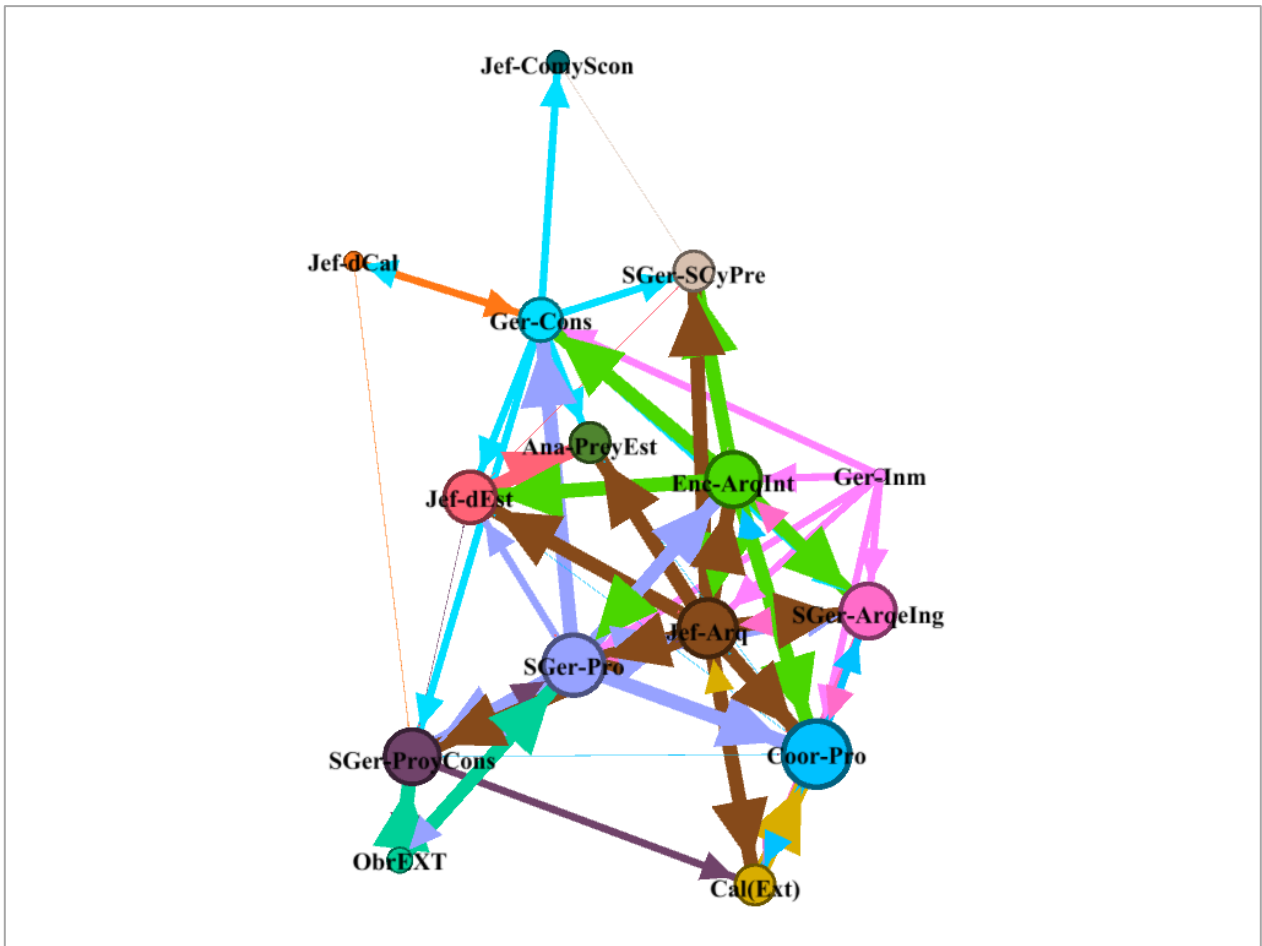 Jef-ComyScon
Jef-dCal
SGer-SCyPre
Ger-Cons
Ana-PreyEst
Enc-ArqInt
Ger-Inm
Jef-dEst
SGer-ArqeIng
Jef-Arq
SGer-Pro
SGer-ProyCons
Coor-Pro
ObrEXT
Cal(Ext)